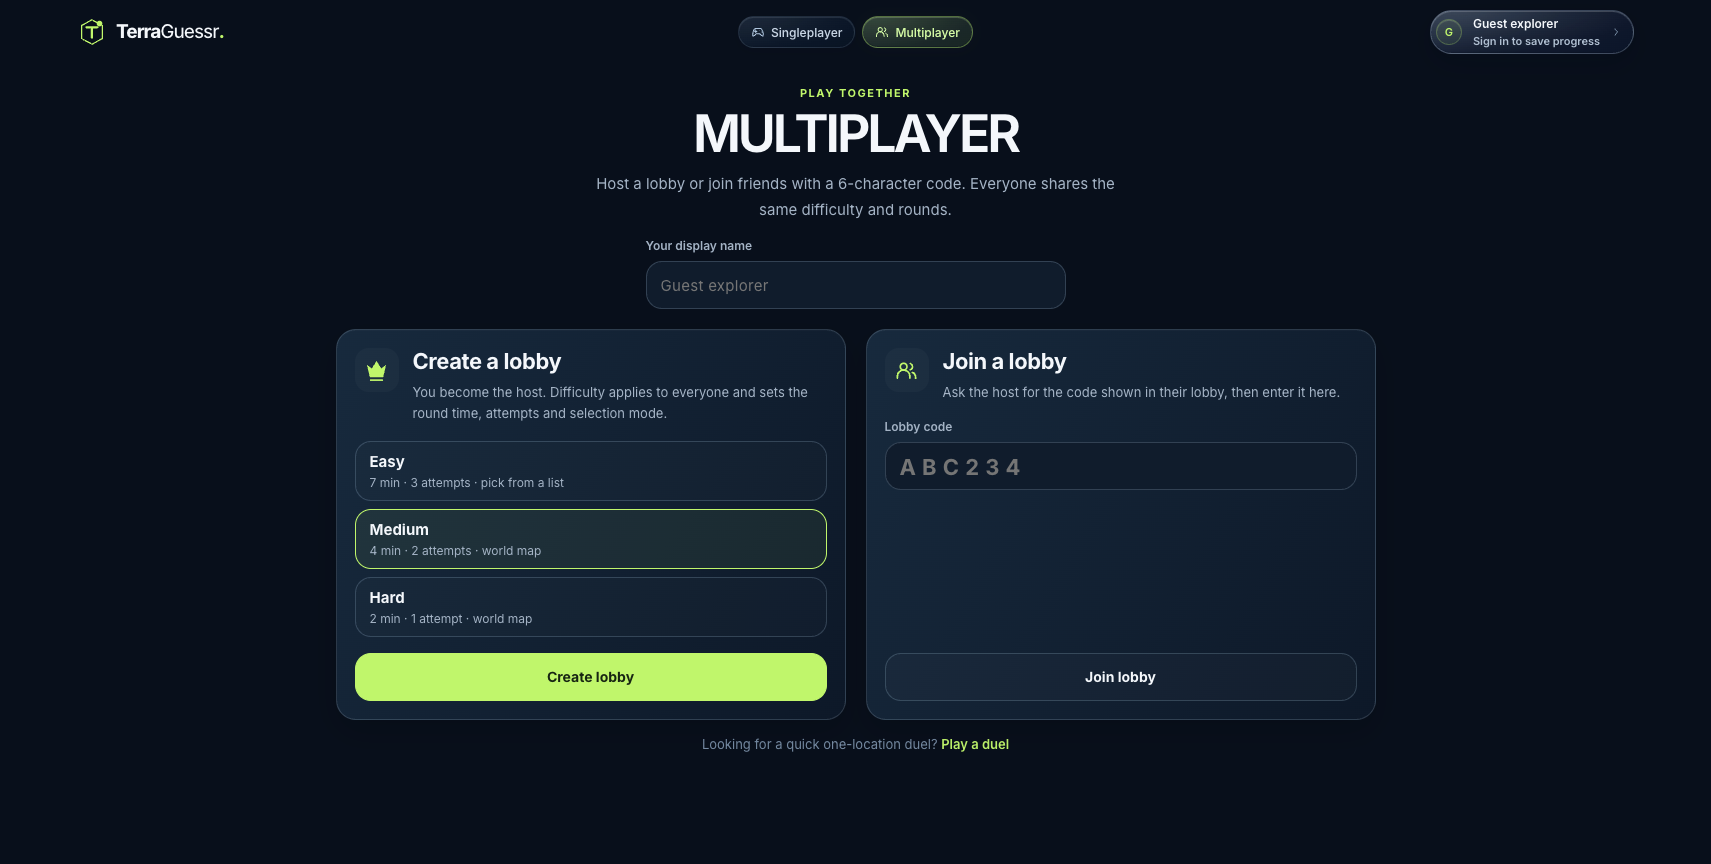 TerraGuessr.
Singleplayer
Multiplayer
G
Guest explorer
Sign in to save progress
PLAY TOGETHER
MULTIPLAYER
Host a lobby or join friends with a 6-character code. Everyone shares the
same difficulty and rounds.
Your display name
Guest explorer
Create a lobby
You become the host. Difficulty applies to everyone and sets the
round time, attempts and selection mode.
Easy
7 min · 3 attempts · pick from a list
Medium
4 min · 2 attempts · world map
Hard
2 min · 1 attempt · world map
Create lobby
Join a lobby
Ask the host for the code shown in their lobby, then enter it here.
Lobby code
ABC234
Join lobby
Looking for a quick one-location duel? Play a duel